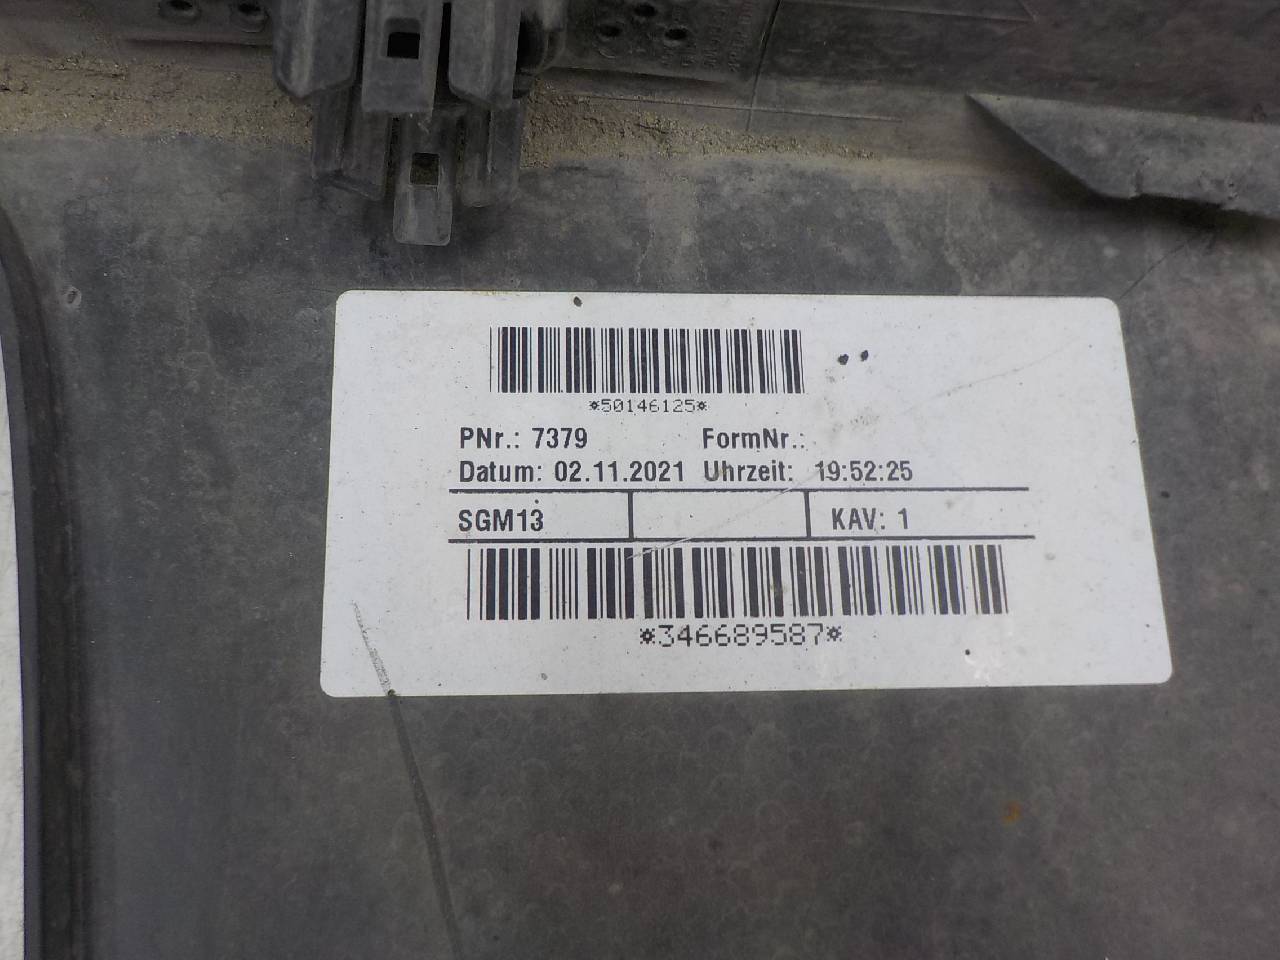 *50146125*
PNr.: 7379 FormNr.:
Datum: 02.11.2021 Uhrzeit: 19:52:25
SGM13 KAV: 1
*346689587*